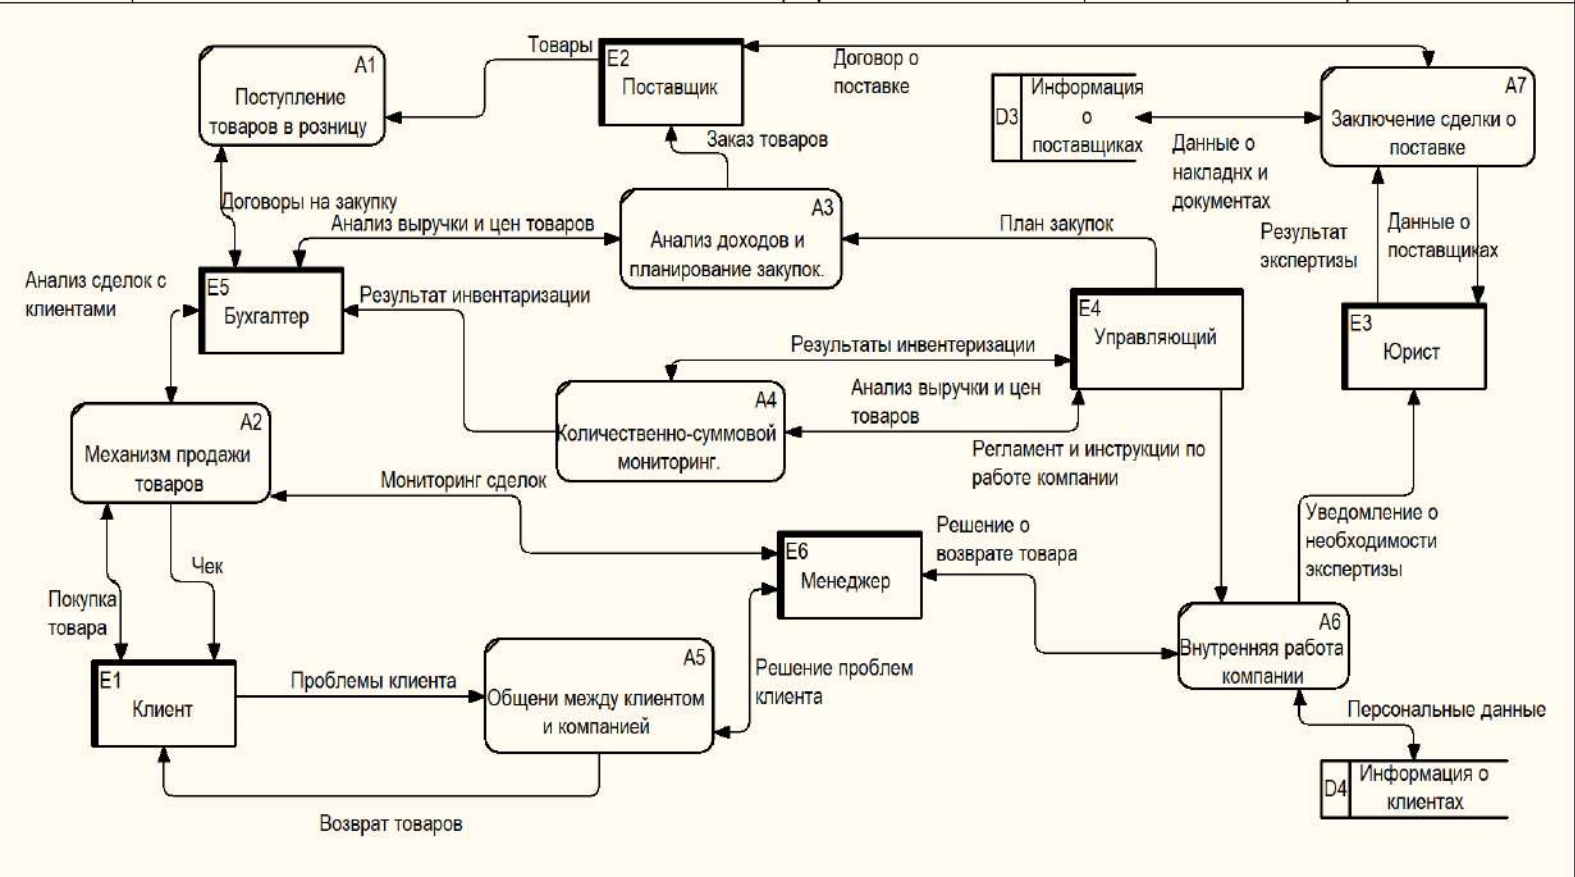 Товары
E2
Поставщик
Договор о
поставке
A1
Поступление
товаров в розницу
D3
Информация
о
поставщиках
A7
Заключение сделки о
поставке
Заказ товаров
Данные о
накладнх и
документах
Договоры на закупку
Анализ выручки и цен товаров
A3
Анализ доходов и
планирование закупок.
План закупок
Результат
экспертизы
Данные о
поставщиках
Анализ сделок с
клиентами
E5
Бухгалтер
Результат инвентаризации
E4
Управляющий
E3
Юрист
Результаты инвентеризации
A4
Количественно-суммовой
мониторинг.
Анализ выручки и цен
товаров
A2
Механизм продажи
товаров
Регламент и инструкции по
работе компании
Мониторинг сделок
Уведомление о
необходимости
экспертизы
Решение о
возврате товара
E6
Менеджер
Чек
Покупка
товара
A6
Внутренняя работа
компании
E1
Клиент
Проблемы клиента
A5
Общени между клиентом
и компанией
Решение проблем
клиента
Персональные данные
D4
Информация о
клиентах
Возврат товаров